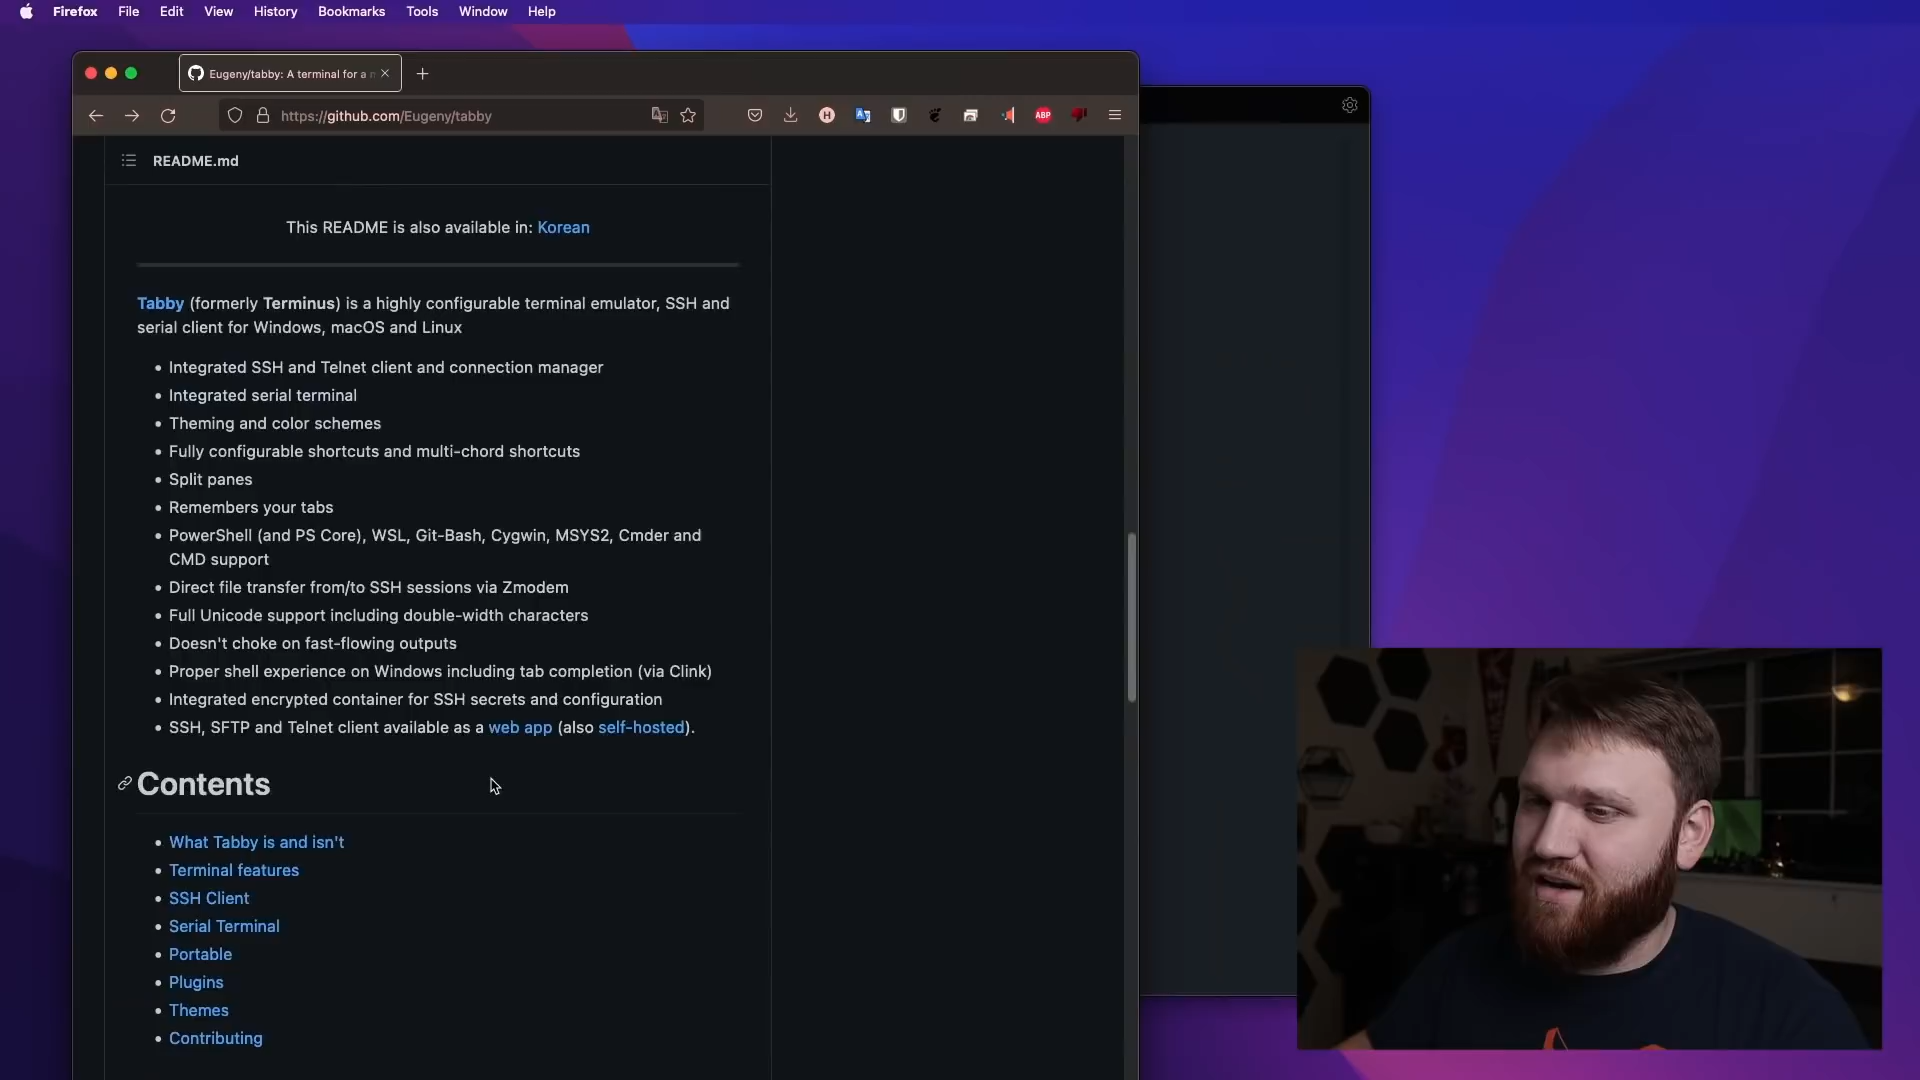 Firefox File Edit View History Bookmarks Tools Window Help
Eugeny/tabby: A terminal for a
https://github.com/Eugeny/tabby
ABP
README.md
This README is also available in: Korean
Tabby (formerly Terminus) is a highly configurable terminal emulator, SSH and
serial client for Windows, macOS and Linux
• Integrated SSH and Telnet client and connection manager
• Integrated serial terminal
• Theming and color schemes
• Fully configurable shortcuts and multi-chord shortcuts
• Split panes
• Remembers your tabs
• PowerShell (and PS Core), WSL, Git-Bash, Cygwin, MSYS2, Cmder and
CMD support
• Direct file transfer from/to SSH sessions via Zmodem
• Full Unicode support including double-width characters
• Doesn't choke on fast-flowing outputs
• Proper shell experience on Windows including tab completion (via Clink)
• Integrated encrypted container for SSH secrets and configuration
• SSH, SFTP and Telnet client available as a web app (also self-hosted).
Contents
• What Tabby is and isn't
• Terminal features
• SSH Client
• Serial Terminal
• Portable
• Plugins
• Themes
• Contributing